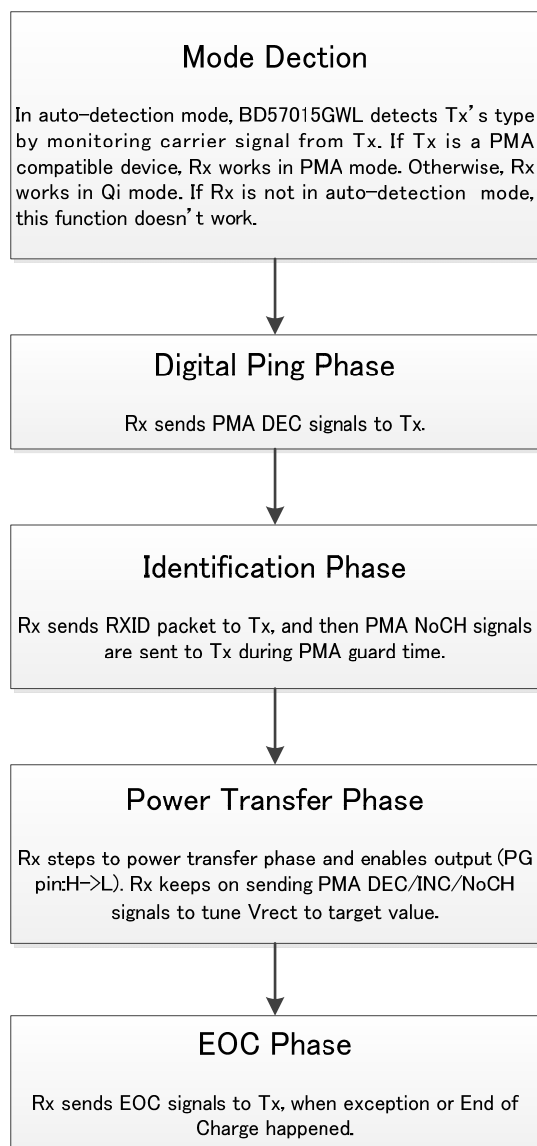 Mode Dection
In auto-detection mode, BD57015GWL detects Tx's type
by monitoring carrier signal from Tx. If Tx is a PMA
compatible device, Rx works in PMA mode. Otherwise, Rx
works in Qi mode. If Rx is not in auto-detection mode,
this function doesn't work.
Digital Ping Phase
Rx sends PMA DEC signals to Tx.
Identification Phase
Rx sends RXID packet to Tx, and then PMA NoCH signals
are sent to Tx during PMA guard time.
Power Transfer Phase
Rx steps to power transfer phase and enables output (PG
pin:H->L). Rx keeps on sending PMA DEC/INC/NoCH
signals to tune Vrect to target value.
EOC Phase
Rx sends EOC signals to Tx, when exception or End of
Charge happened.